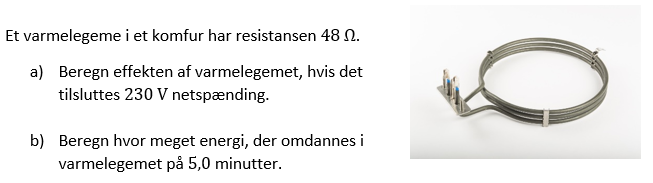 Et varmelegeme i et komfur har resistansen 48 Ω.
a) Beregn effekten af varmelegemet, hvis det
tilsluttes 230 V netspænding.
b) Beregn hvor meget energi, der omdannes i
varmelegemet på 5,0 minutter.